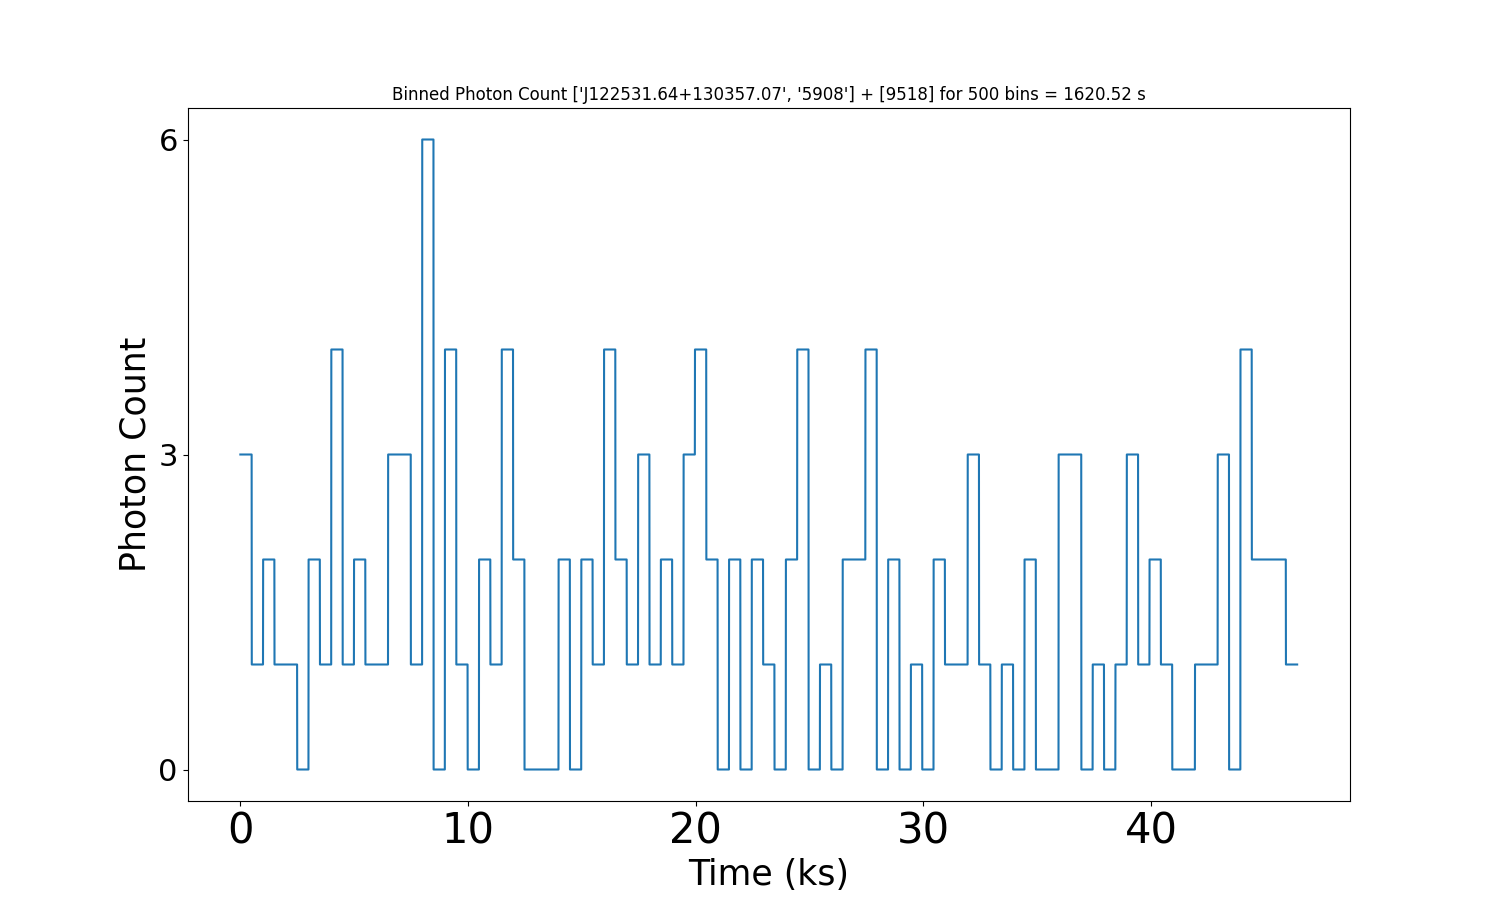 Binned Photon Count ['J122531.64+130357.07', '5908'] + [9518] for 500 bins = 1620.52 s
6
3
0
Photon Count
0 10 20 30 40
Time (ks)